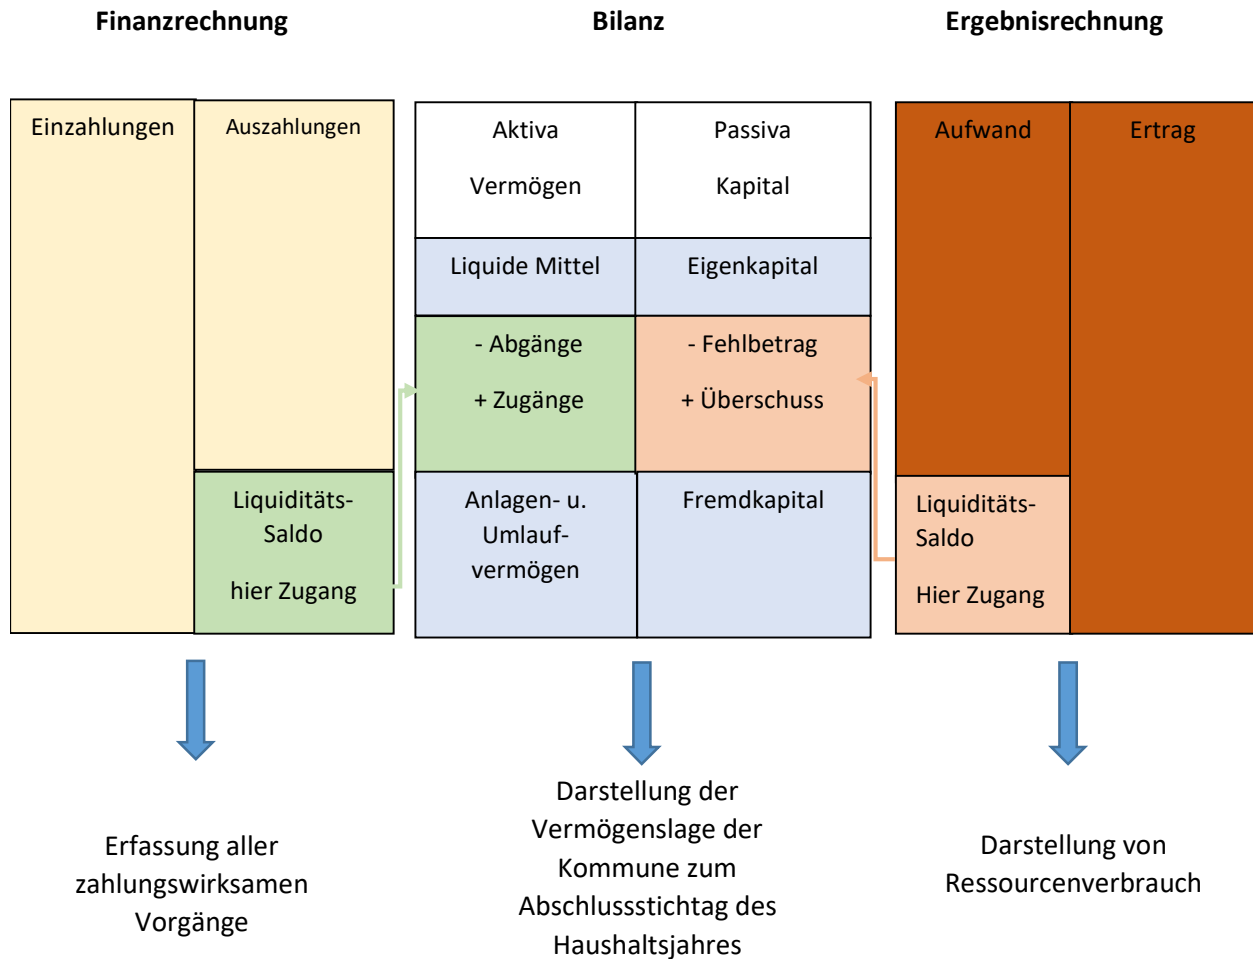 Finanzrechnung
Bilanz
Ergebnisrechnung
Einzahlungen
Auszahlungen
Liquiditäts-
Saldo
hier Zugang
Aktiva
Vermögen
Passiva
Kapital
Liquide Mittel
Eigenkapital
- Abgänge
+ Zugänge
- Fehlbetrag
+ Überschuss
Anlagen- u.
Umlauf-
vermögen
Fremdkapital
Aufwand
Ertrag
Liquiditäts-
Saldo
Hier Zugang
Erfassung aller
zahlungswirksamen
Vorgänge
Darstellung der
Vermögenslage der
Kommune zum
Abschlussstichtag des
Haushaltsjahres
Darstellung von
Ressourcenverbrauch